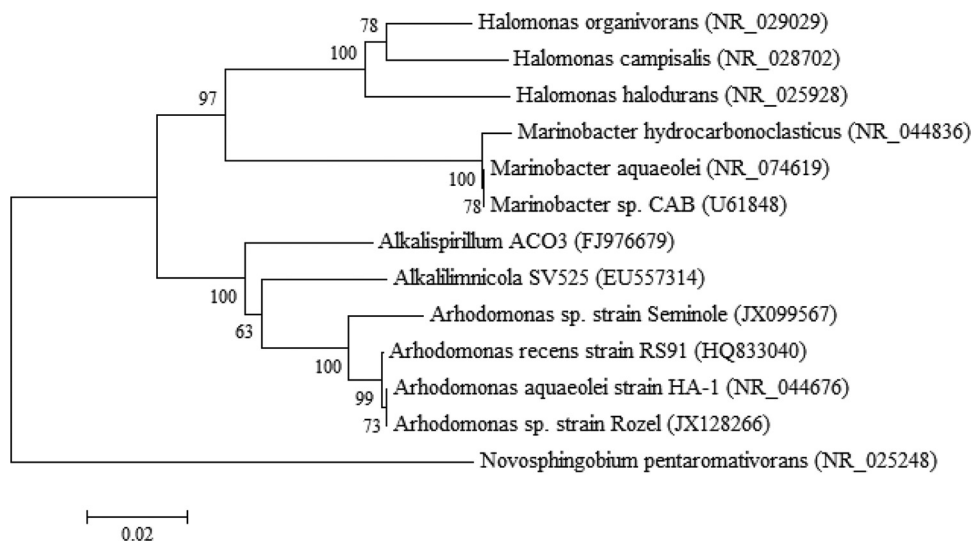 78
Halomonas organivorans (NR_029029)
100
Halomonas campisalis (NR_028702)
97
Halomonas halodurans (NR_025928)
Marinobacter hydrocarbonoclasticus (NR_044836)
Marinobacter aquaeolei (NR_074619)
100
78
Marinobacter sp. CAB (U61848)
Alkalispirillum ACO3 (FJ976679)
100
Alkalilimnicola SV525 (EU557314)
63
Arhodomonas sp. strain Seminole (JX099567)
100
Arhodomonas recens strain RS91 (HQ833040)
99
Arhodomonas aquaeolei strain HA-1 (NR_044676)
73
Arhodomonas sp. strain Rozel (JX128266)
Novosphingobium pentaromativorans (NR_025248)
0.02